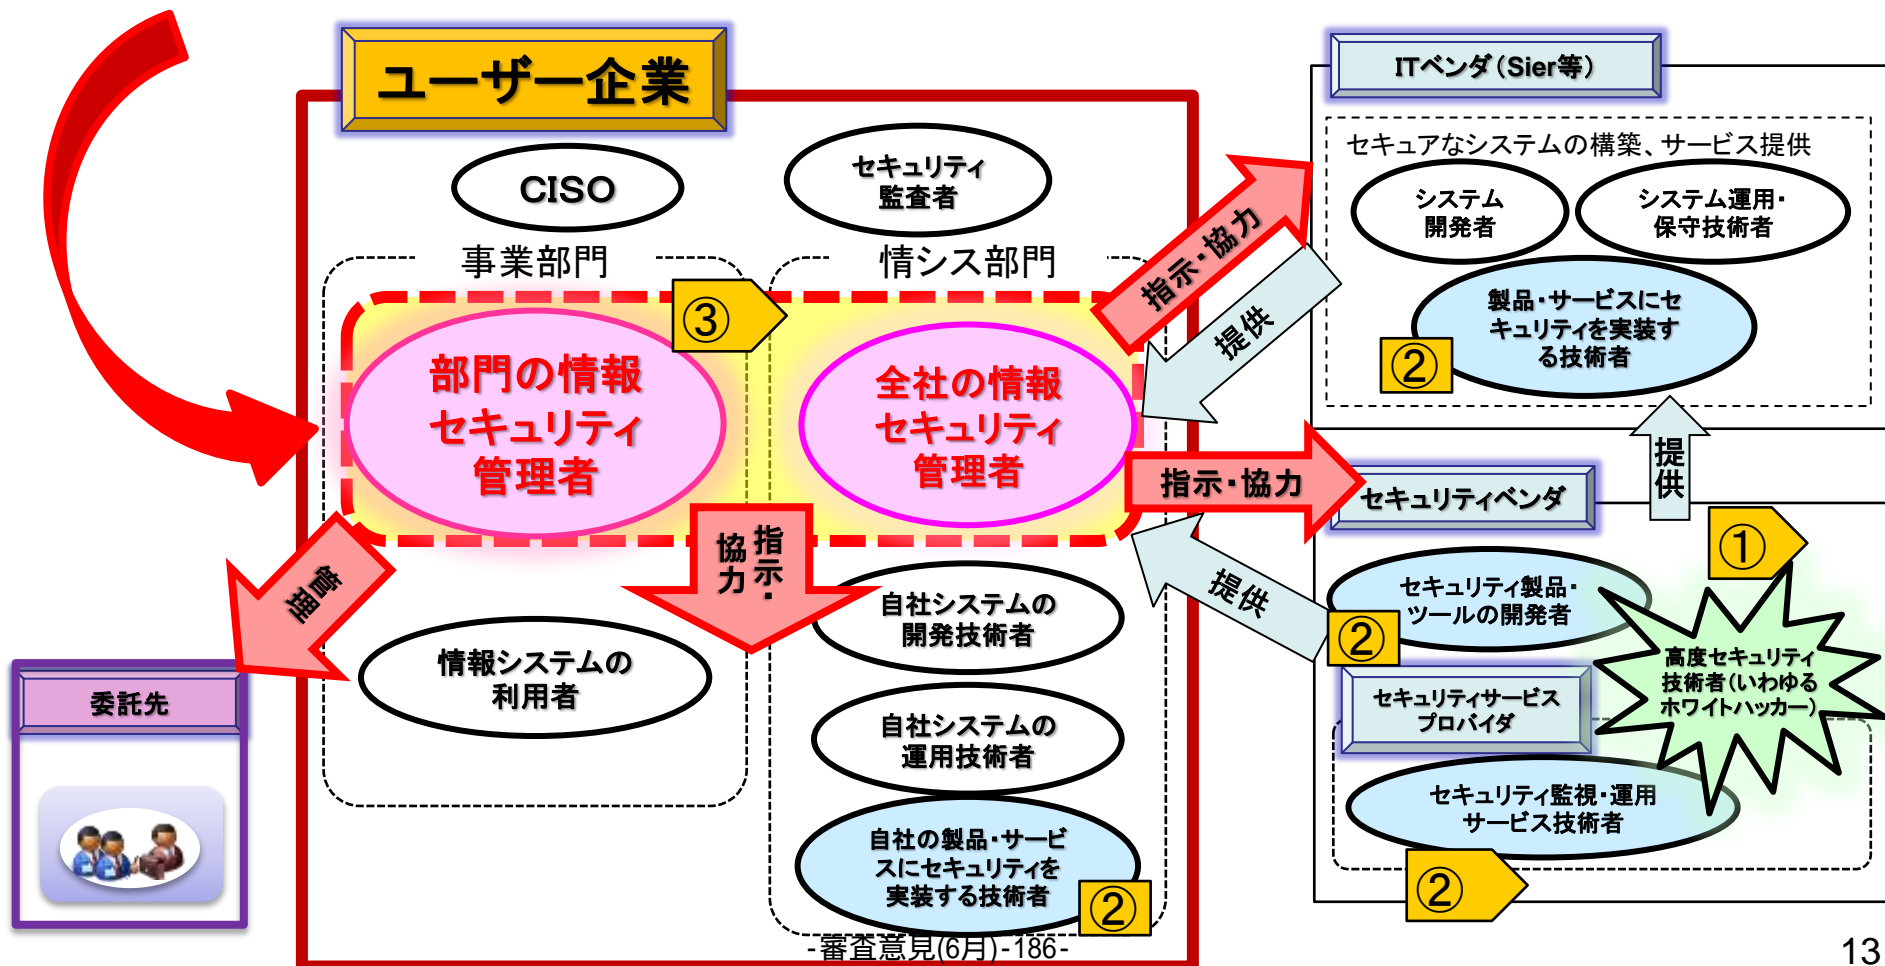 ユーザー企業
CISO
セキュリティ
監査者
事業部門
情シス部門
③
部門の情報
セキュリティ
管理者
全社の情報
セキュリティ
管理者
指示・協力
提供
指示・協力
提供
指示・
協力
管理
委託先
情報システムの
利用者
自社システムの
開発技術者
自社システムの
運用技術者
自社の製品・サービ
スにセキュリティを
実装する技術者
②
ITベンダ(Sier等)
セキュアなシステムの構築、サービス提供
システム
開発者
システム運用・
保守技術者
製品・サービスにセ
キュリティを実装す
る技術者
②
提供
セキュリティベンダ
①
セキュリティ製品・
ツールの開発者
②
高度セキュリティ
技術者(いわゆる
ホワイトハッカー)
セキュリティサービス
プロバイダ
セキュリティ監視・運用
サービス技術者
②
-審査意見(6月)-186-
13